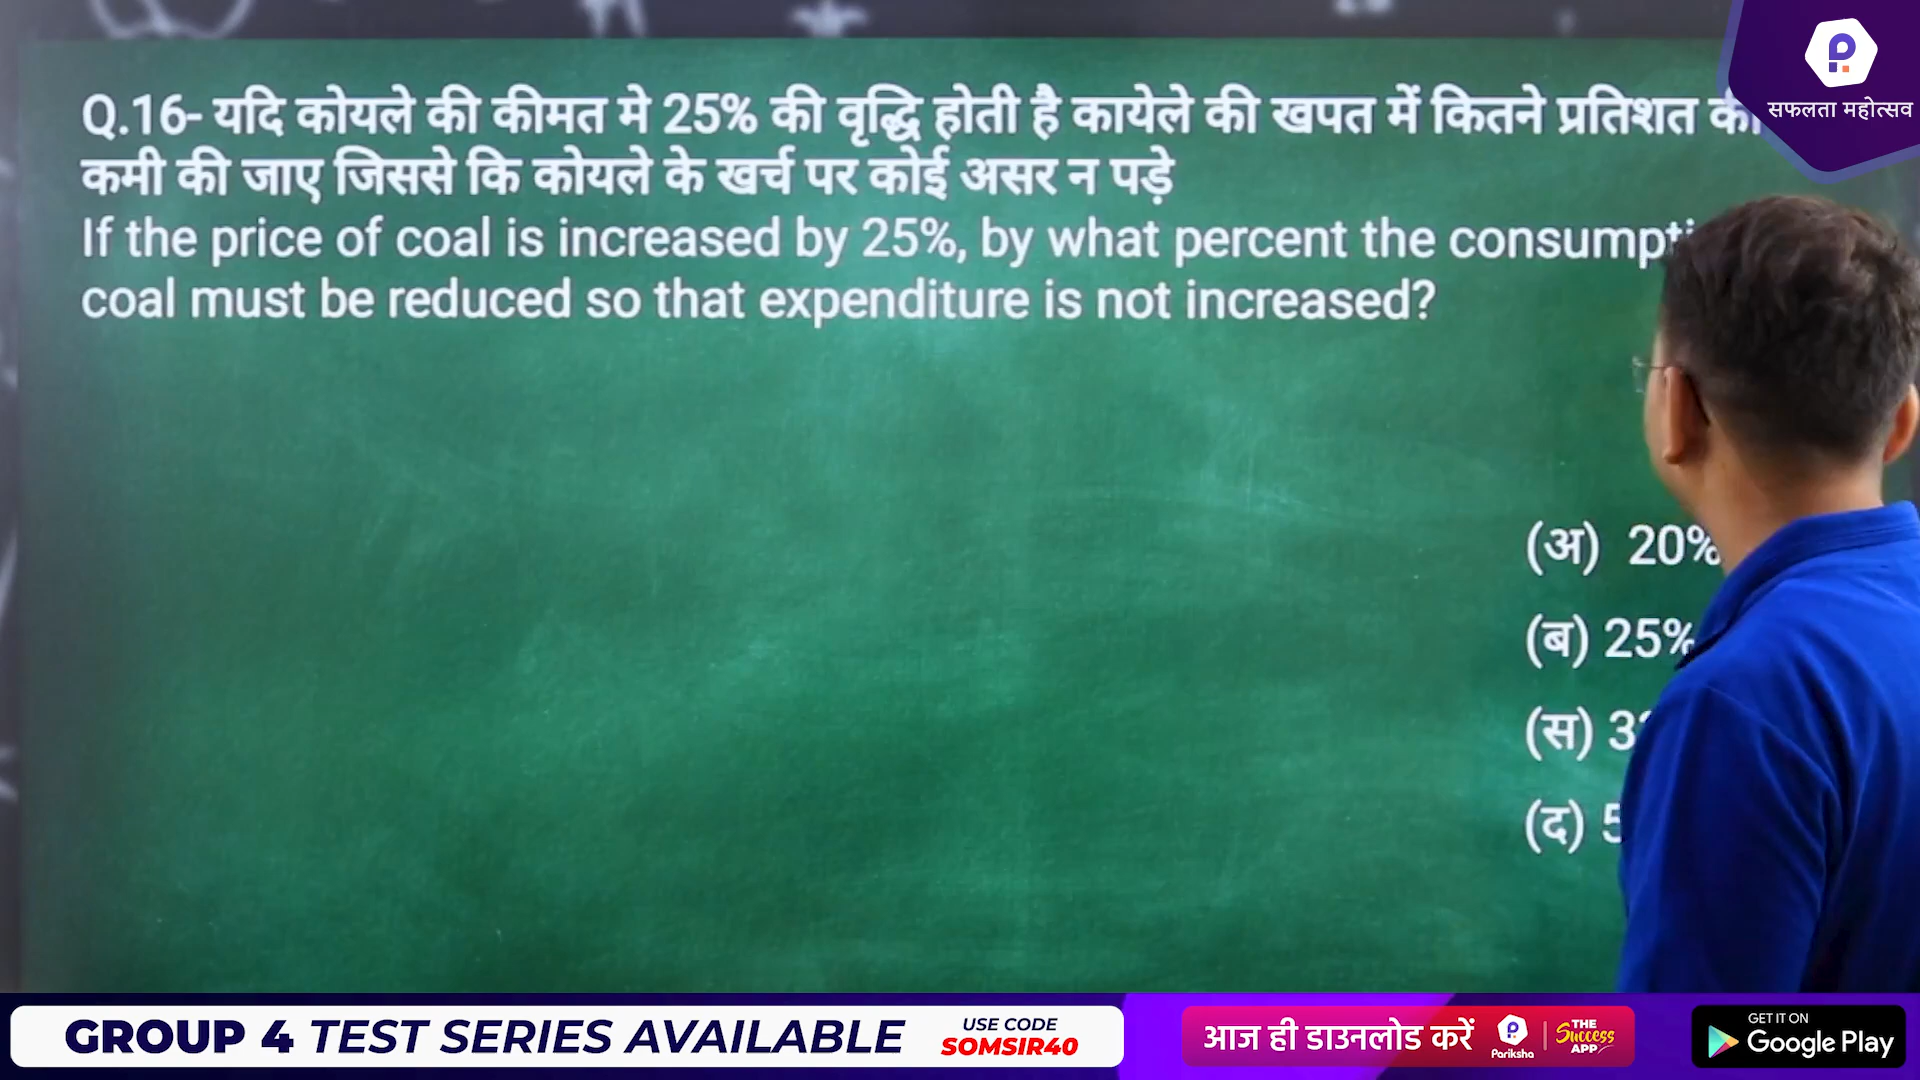 Q.16- यदि कोयले की कीमत मे 25% की वृद्धि होती है कायेले की खपत में कितने प्रतिशत की
कमी की जाए जिससे कि कोयले के खर्च पर कोई असर न पड़े
If the price of coal is increased by 25%, by what percent the
coal must be reduced so that expenditure is not increased?
(अ) 20%
(ब) 25%
(स)
(द)
सफलता महोत्सव
GROUP 4 TEST SERIES AVAILABLE
USE CODE
SOMSIR40
आज ही डाउनलोड करें
Pariksha
THE
Success
APP
GET IT ON
Google Play